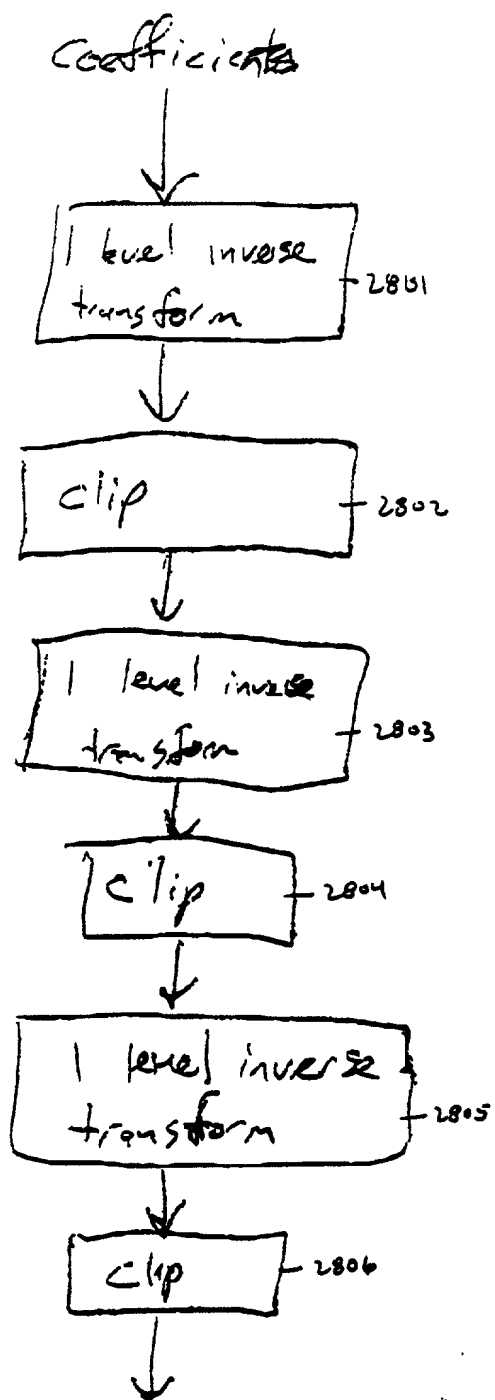 Coefficients
1 level inverse
transform
2801
clip
2802
1 level inverse
transform
2803
clip
2804
1 level inverse
transform
2805
clip
2806